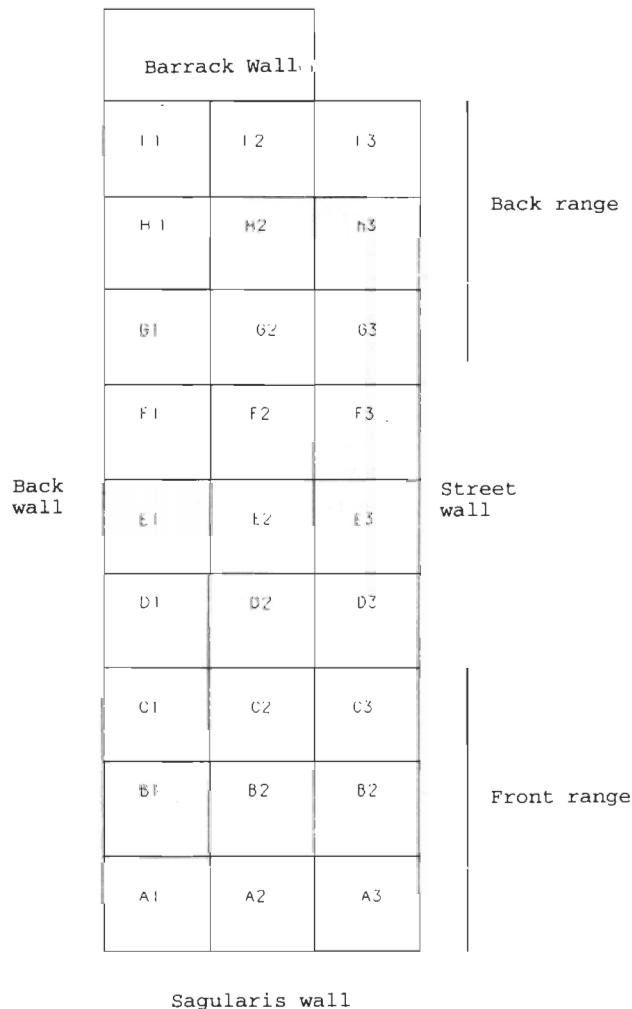 Barrack Wall
I1 I2 I3
Back range
H1 H2 h3
G1 G2 G3
F1 F2 F3
Back
wall
Street
wall
E1 E2 E3
D1 D2 D3
C1 C2 C3
B1 B2 B2
Front range
A1 A2 A3
Sagularis wall